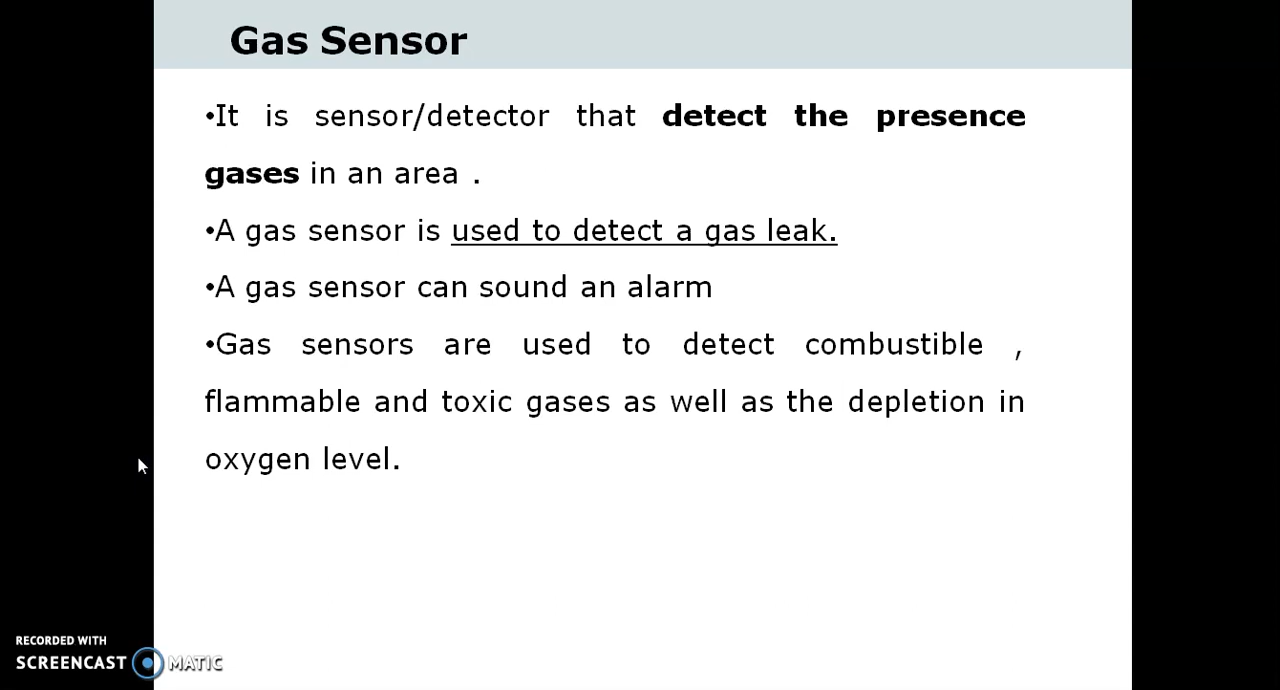 Gas Sensor
•It is sensor/detector that detect the presence
gases in an area .
•A gas sensor is used to detect a gas leak.
•A gas sensor can sound an alarm
•Gas sensors are used to detect combustible ,
flammable and toxic gases as well as the depletion in
oxygen level.
RECORDED WITH
SCREENCAST MATIC